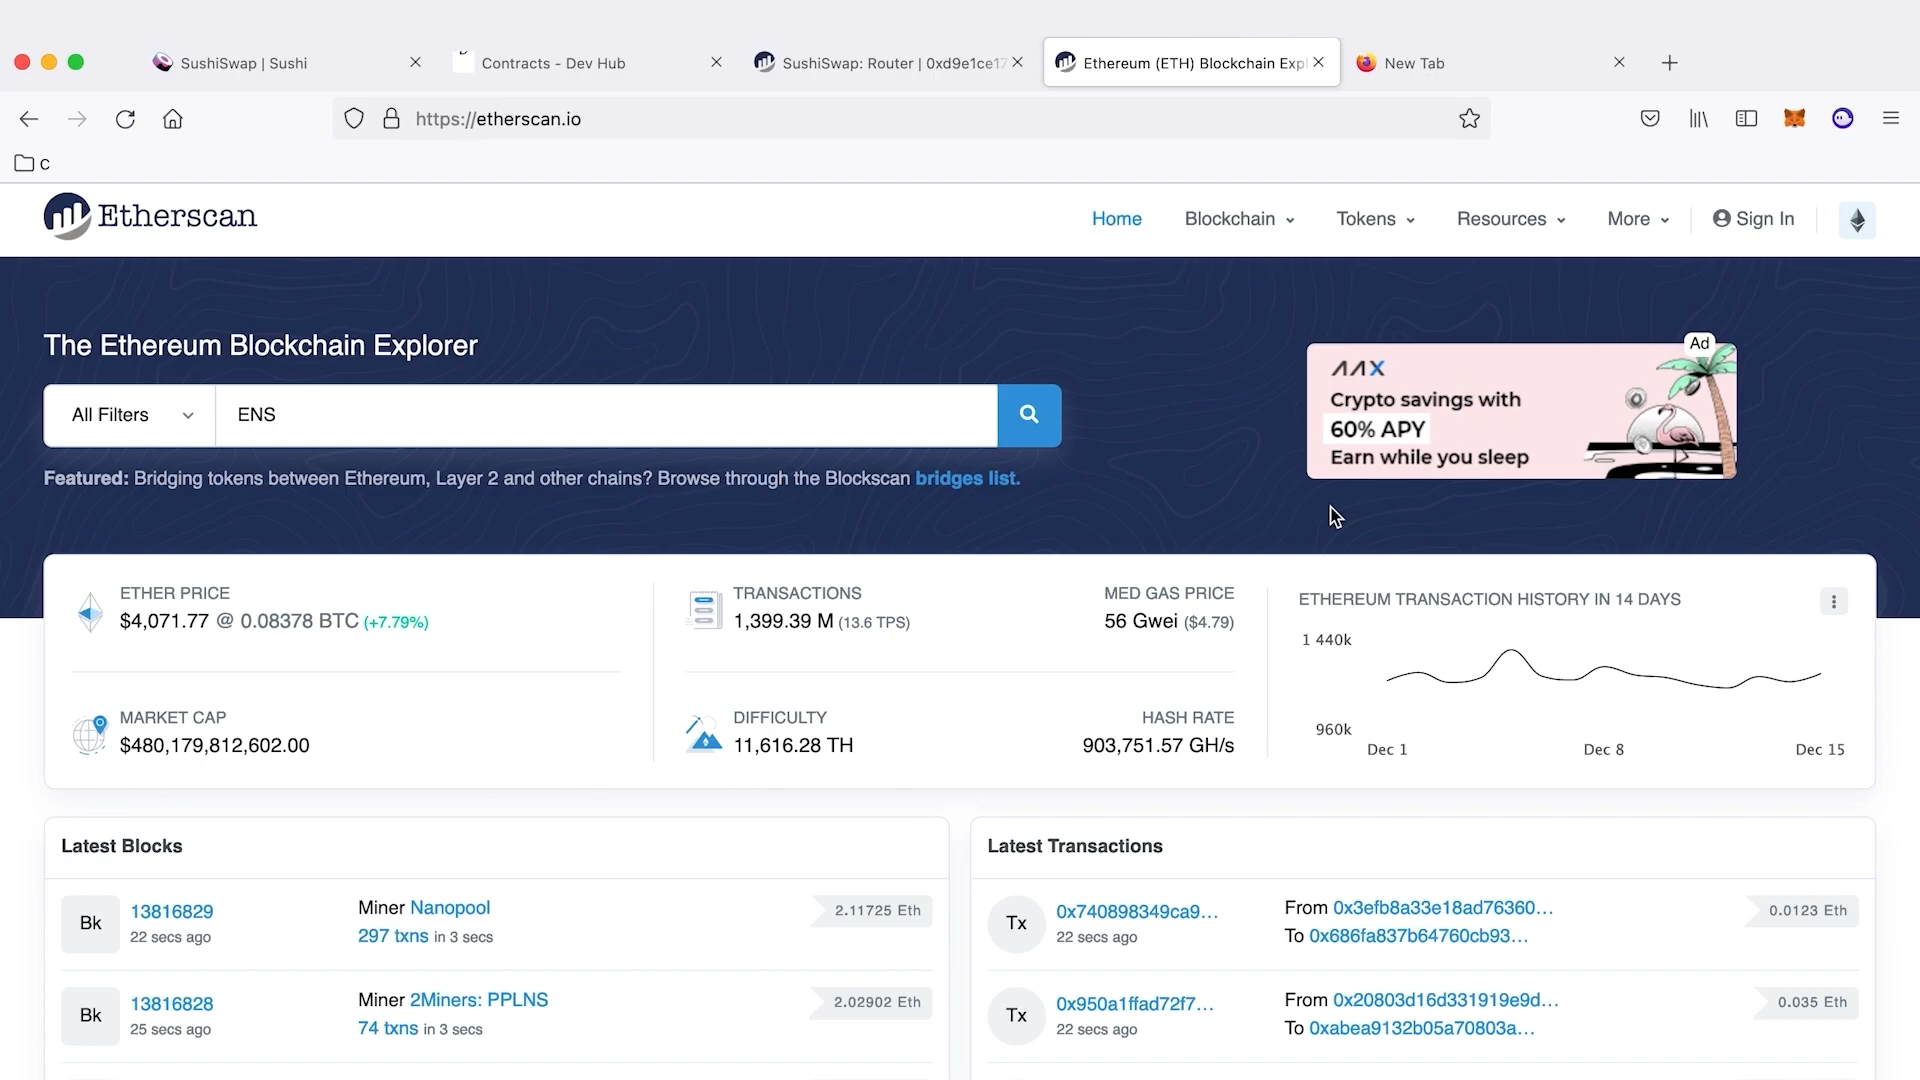 SushiSwap | Sushi
Contracts - Dev Hub
SushiSwap: Router | 0xd9e1ce17
Ethereum (ETH) Blockchain Expl
New Tab
https://etherscan.io
C
Etherscan
Home
Blockchain
Tokens
Resources
More
Sign In
The Ethereum Blockchain Explorer
All Filters
ENS
Featured: Bridging tokens between Ethereum, Layer 2 and other chains? Browse through the Blockscan bridges list.
Ad
AAX
Crypto savings with
60% APY
Earn while you sleep
ETHER PRICE
$4,071.77 @ 0.08378 BTC (+7.79%)
MARKET CAP
$480,179,812,602.00
TRANSACTIONS
1,399.39 M (13.6 TPS)
MED GAS PRICE
56 Gwei ($4.79)
DIFFICULTY
11,616.28 TH
HASH RATE
903,751.57 GH/s
ETHEREUM TRANSACTION HISTORY IN 14 DAYS
1 440k
960k
Dec 1
Dec 8
Dec 15
Latest Blocks
Bk
13816829
22 secs ago
Miner Nanopool
297 txns in 3 secs
2.11725 Eth
Bk
13816828
25 secs ago
Miner 2Miners: PPLNS
74 txns in 3 secs
2.02902 Eth
Latest Transactions
Tx
0x740898349ca9...
22 secs ago
From 0x3efb8a33e18ad76360...
To 0x686fa837b64760cb93...
0.0123 Eth
Tx
0x950a1ffad72f7...
22 secs ago
From 0x20803d16d331919e9d...
To 0xabea9132b05a70803a...
0.035 Eth